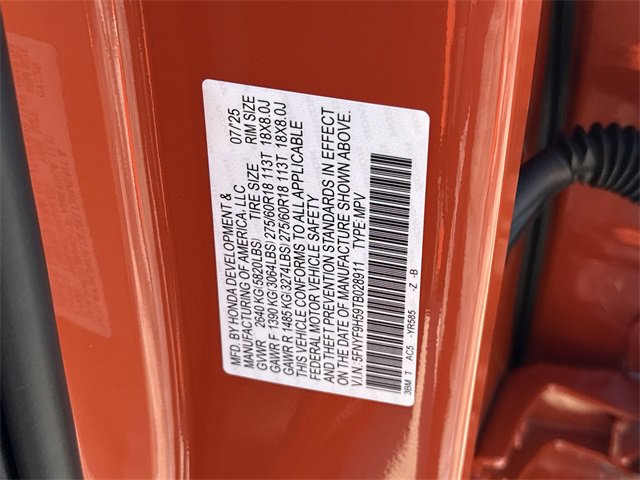 MFD. BY HONDA DEVELOPMENT &
MANUFACTURING OF AMERICA, LLC 07/'25
GVWR 2640 KG(5820LBS) TIRE SIZE RIM SIZE
GAWR F 1390 KG(3064LBS) 275/60R18 113T 18X8.0J
GAWR R 1485 KG(3274LBS) 275/60R18 113T 18X8.0J
THIS VEHICLE CONFORMS TO ALL APPLICABLE
FEDERAL MOTOR VEHICLE SAFETY
AND THEFT PREVENTION STANDARDS IN EFFECT
ON THE DATE OF MANUFACTURE SHOWN ABOVE.
V.I.N. 5FNYF9H59TB028911 TYPE:MPV
3BM T AC5 -YR585 -Z -B